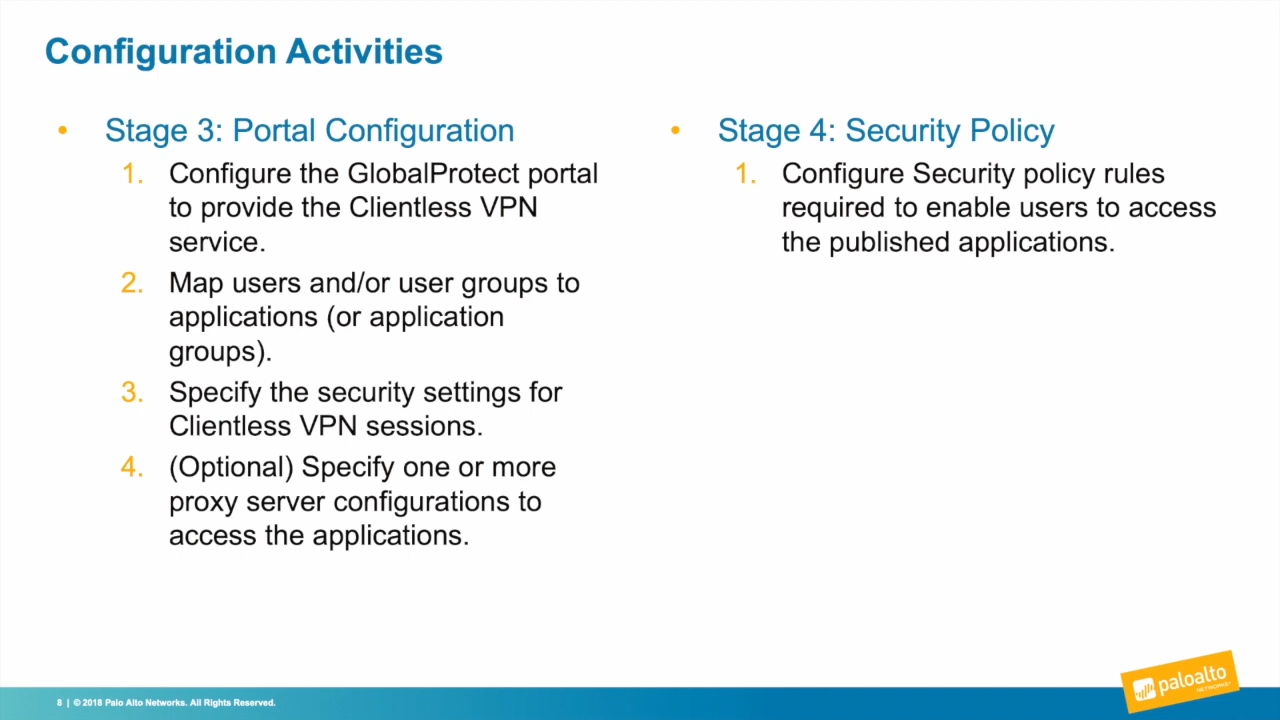 Configuration Activities
• Stage 3: Portal Configuration
1. Configure the GlobalProtect portal
to provide the Clientless VPN
service.
2. Map users and/or user groups to
applications (or application
groups).
3. Specify the security settings for
Clientless VPN sessions.
4. (Optional) Specify one or more
proxy server configurations to
access the applications.
• Stage 4: Security Policy
1. Configure Security policy rules
required to enable users to access
the published applications.
8 | © 2018 Palo Alto Networks. All Rights Reserved.
paloalto
NETWORKS